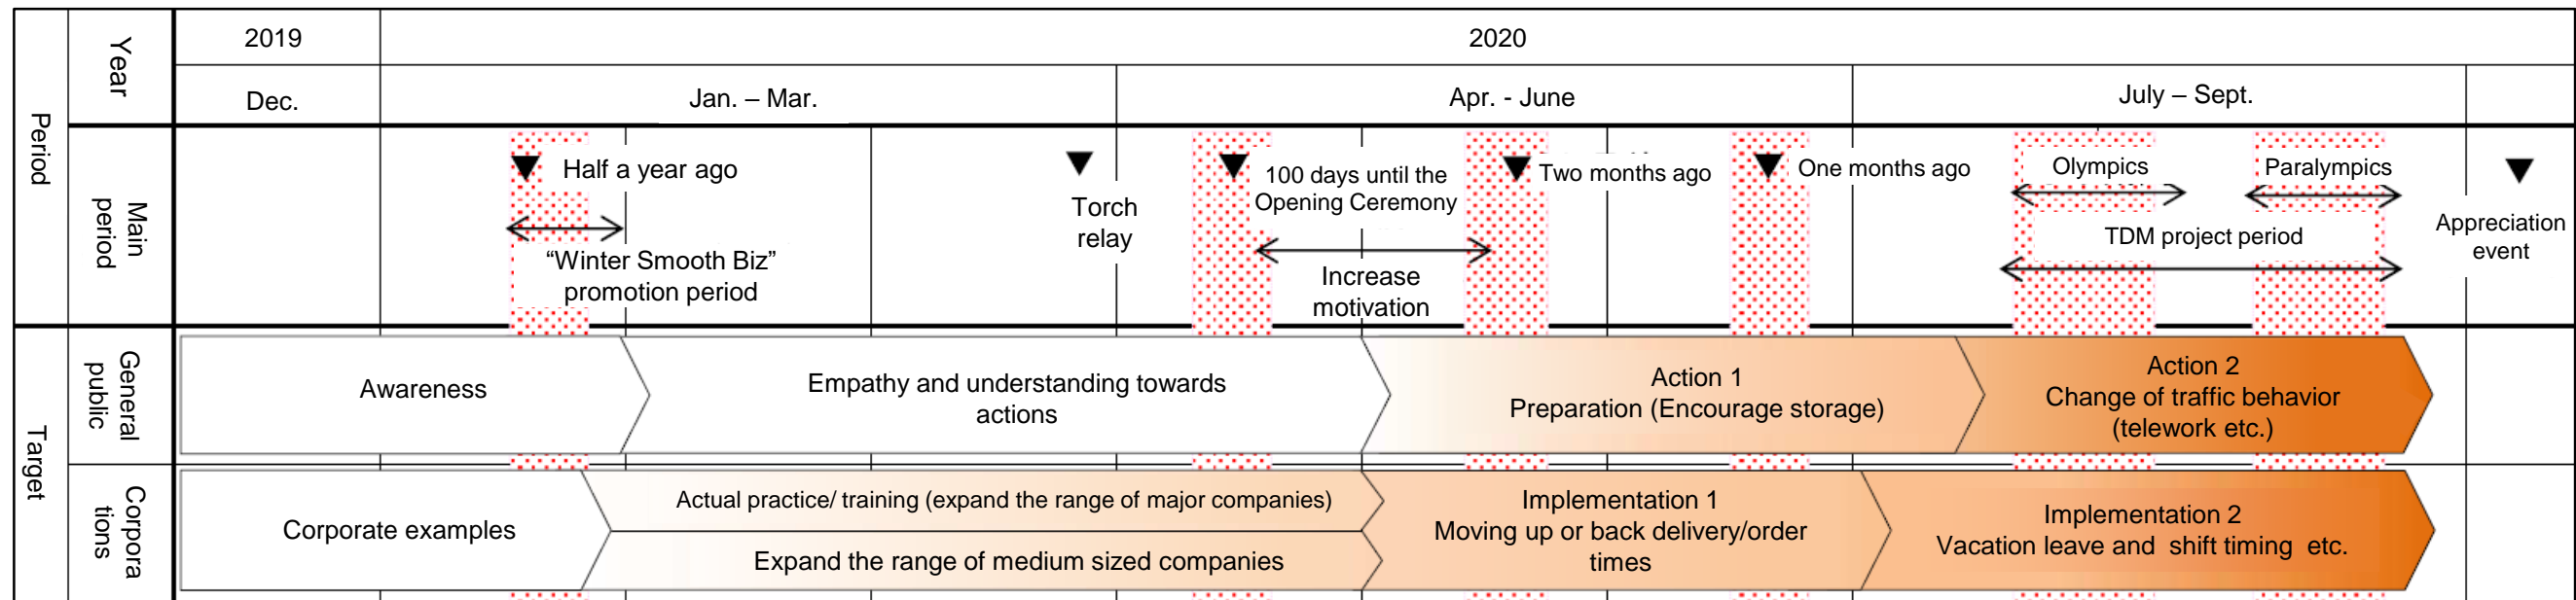 Period
Year
2019
2020
Dec.
Jan. – Mar.
Apr. - June
July – Sept.
Main
period
Half a year ago
“Winter Smooth Biz”
promotion period
Torch
relay
100 days until the
Opening Ceremony
Increase
motivation
Two months ago
One months ago
Olympics
Paralympics
TDM project period
Appreciation
event
Target
General
public
Awareness
Empathy and understanding towards
actions
Action 1
Preparation (Encourage storage)
Action 2
Change of traffic behavior
(telework etc.)
Corpora
tions
Corporate examples
Actual practice/ training (expand the range of major companies)
Expand the range of medium sized companies
Implementation 1
Moving up or back delivery/order
times
Implementation 2
Vacation leave and shift timing etc.